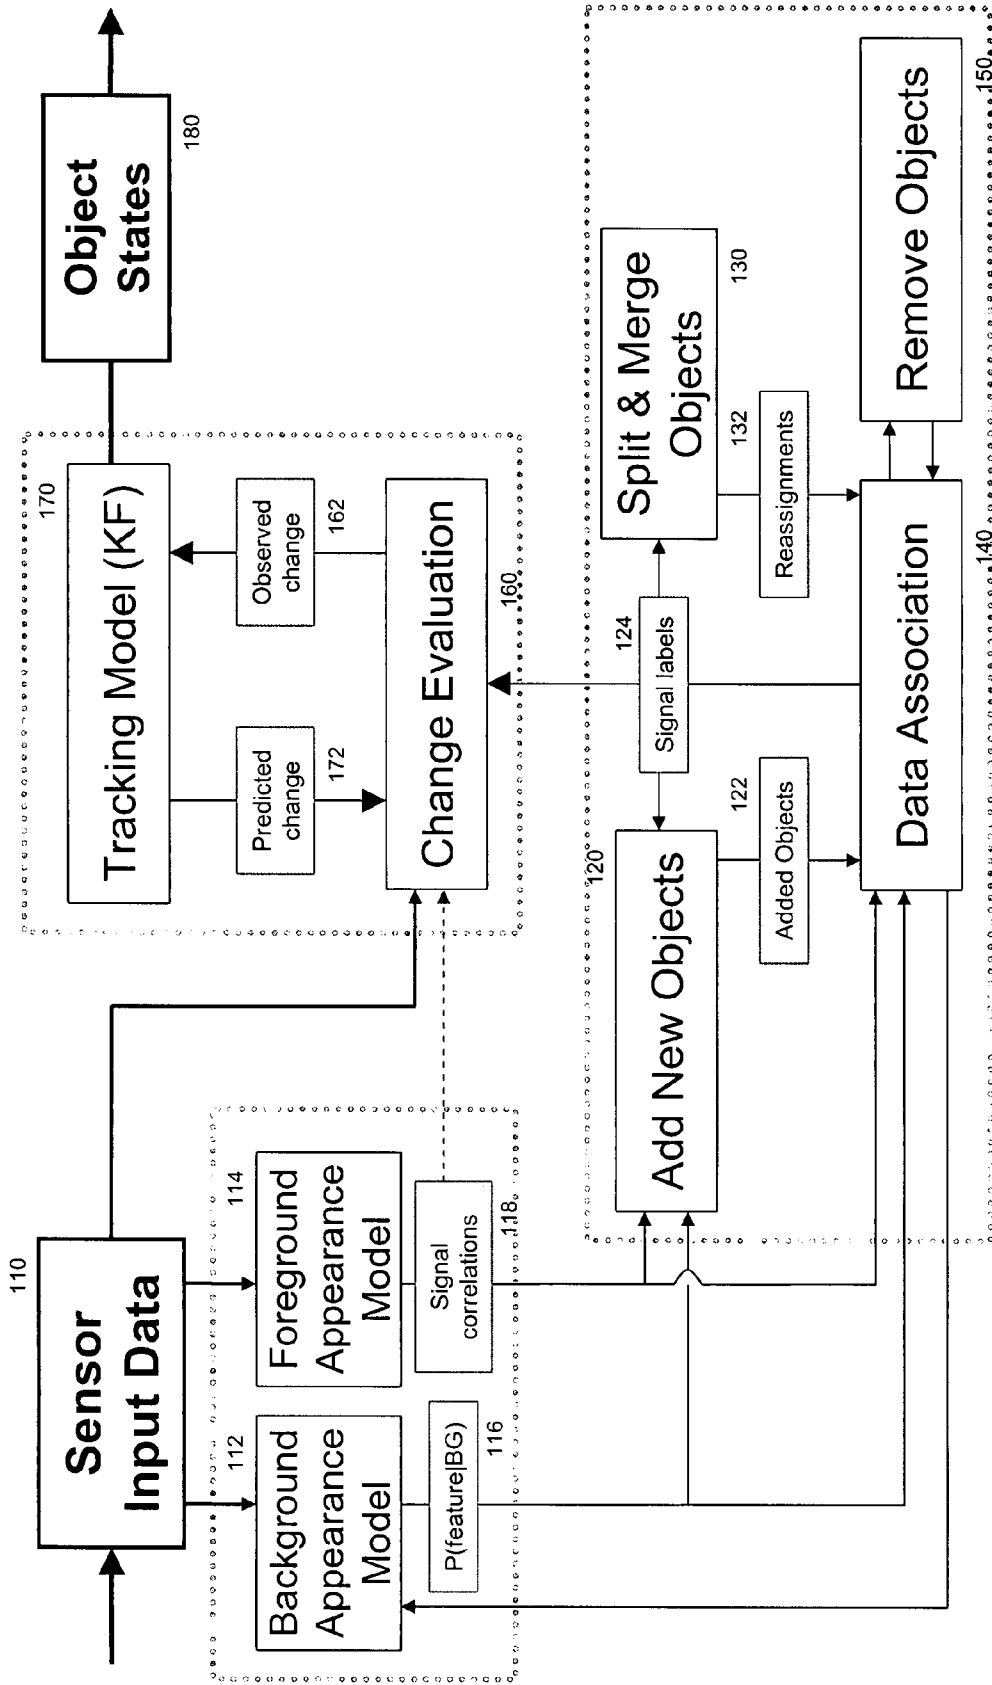 110
Sensor
Input Data
112
Background
Appearance
Model
P(feature|BG)
116
114
Foreground
Appearance
Model
Signal
correlations
118
170
Tracking Model (KF)
Predicted
change
172
Observed
change
162
Change Evaluation
160
Object
States
180
120
Add New Objects
122
Added Objects
124
Signal labels
Split & Merge
Objects
130
132
Reassignments
Data Association
140
Remove Objects
150